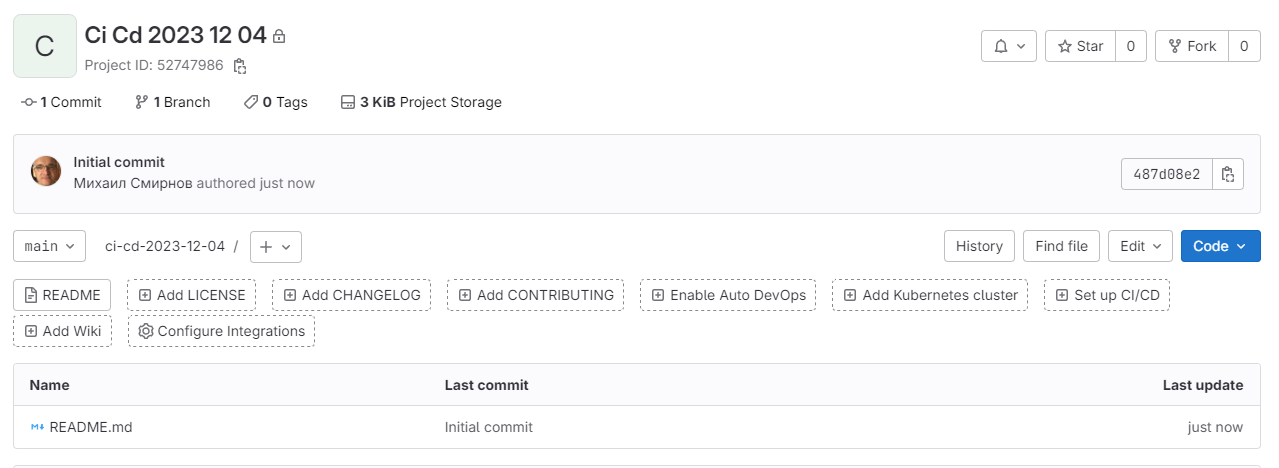 C
Ci Cd 2023 12 04
Project ID: 52747986
Star 0 Fork 0
1 Commit 1 Branch 0 Tags 3 KiB Project Storage
Initial commit
Михаил Смирнов authored just now
487d08e2
main ci-cd-2023-12-04 / + History Find file Edit Code
README Add LICENSE Add CHANGELOG Add CONTRIBUTING Enable Auto DevOps Add Kubernetes cluster Set up CI/CD
Add Wiki Configure Integrations
Name Last commit Last update
README.md Initial commit just now